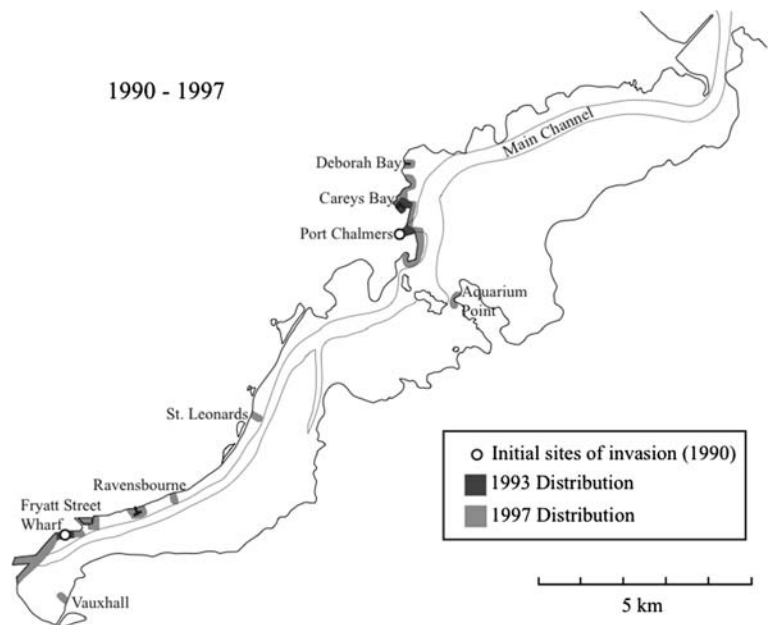 1990 - 1997
Main Channel
Deborah Bay
Careys Bay
Port Chalmers
Aquarium
Point
St. Leonards
Ravensbourne
Fryatt Street
Wharf
Vauxhall
Initial sites of invasion (1990)
1993 Distribution
1997 Distribution
5 km